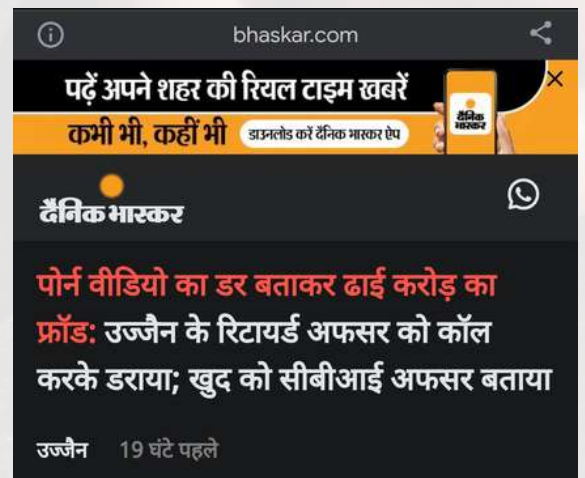 bhaskar.com
पढ़ें अपने शहर की रियल टाइम खबरें
कभी भी, कहीं भी डाउनलोड करें दैनिक भास्कर ऐप
दैनिक भास्कर
दैनिक भास्कर
पोर्न वीडियो का डर बताकर ढाई करोड़ का
फ्रॉड: उज्जैन के रिटायर्ड अफसर को कॉल
करके डराया; खुद को सीबीआई अफसर बताया
उज्जैन 19 घंटे पहले